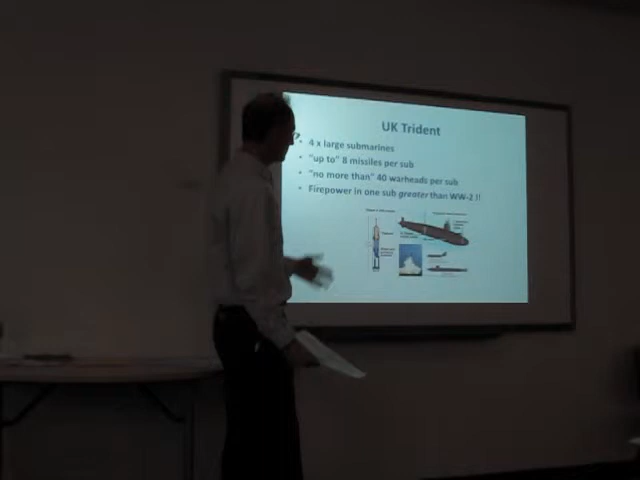 UK Trident
• 4 x large submarines
• "up to" 8 missiles per sub
• "no more than" 40 warheads per sub
• Firepower in one sub greater than WW-2 !!